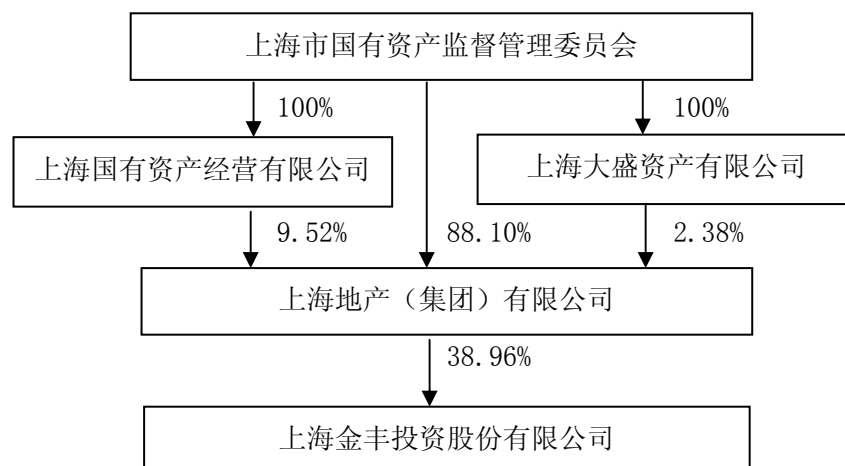 上海市国有资产监督管理委员会
100% 100%
上海国有资产经营有限公司 上海大盛资产有限公司
9.52% 88.10% 2.38%
上海地产（集团）有限公司
38.96%
上海金丰投资股份有限公司